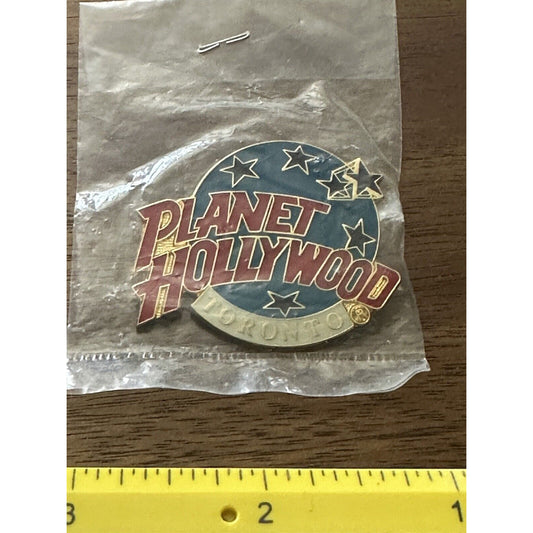 PLANET
HOLLYWOOD
TORONTO
3 2 1